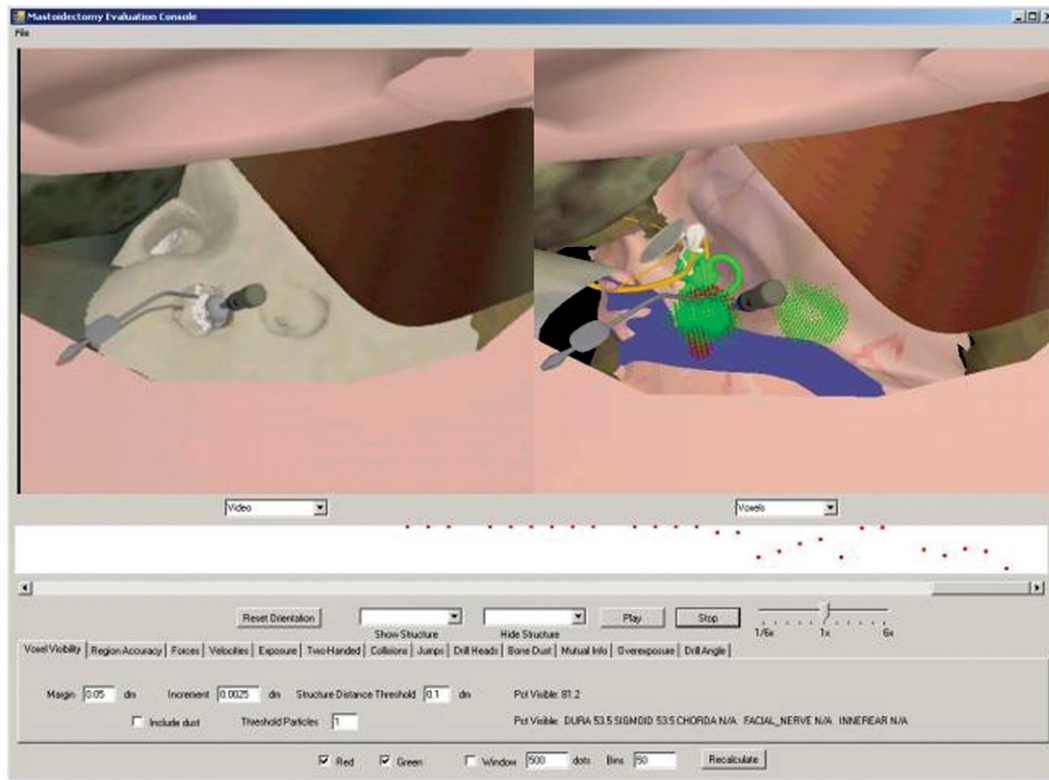 Mastoidectomy Evaluation Console
File
Video Voxels
Reset Orientation Play Stop
Show Structure Hide Structure 1/6x 1x 6x
Voxel Visibility Region Accuracy Forces Velocities Exposure Two-Handed Collisions Jumps Drill Heads Bone Dust Mutual Info Overexposure Drill Angle
Margin 0.05 dm Increment 0.0025 dm Structure Distance Threshold 0.1 dm Pct Visible: 81.2
Include dust Threshold Particles 1 Pct Visible: DURA 53.5 SIGMOID 53.5 CHORDA N/A FACIAL_NERVE N/A INNEREAR N/A
Red Green Window 500 dots Bins 50 Recalculate